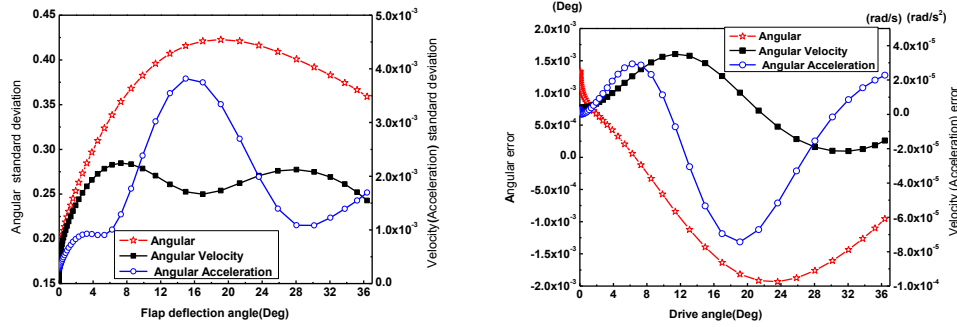 0.45
0.40
0.35
0.30
0.25
0.20
0.15
Angular standard deviation
0 4 8 12 16 20 24 28 32 36
Flap deflection angle(Deg)
5.0x10⁻³
4.0x10⁻³
3.0x10⁻³
2.0x10⁻³
1.0x10⁻³
0.0
Velocity(Acceleration) standard deviation
Angular
Angular Velocity
Angular Acceleration
(Deg)
2.0x10⁻³
1.5x10⁻³
1.0x10⁻³
5.0x10⁻⁴
0.0
-5.0x10⁻⁴
-1.0x10⁻³
-1.5x10⁻³
-2.0x10⁻³
Angular error
0 4 8 12 16 20 24 28 32 36
Drive angle(Deg)
(rad/s) (rad/s²)
4.0x10⁻⁵
2.0x10⁻⁵
0.0
-2.0x10⁻⁵
-4.0x10⁻⁵
-6.0x10⁻⁵
-8.0x10⁻⁵
-1.0x10⁻⁴
Velocity(Acceleration) error
Angular
Angular Velocity
Angular Acceleration